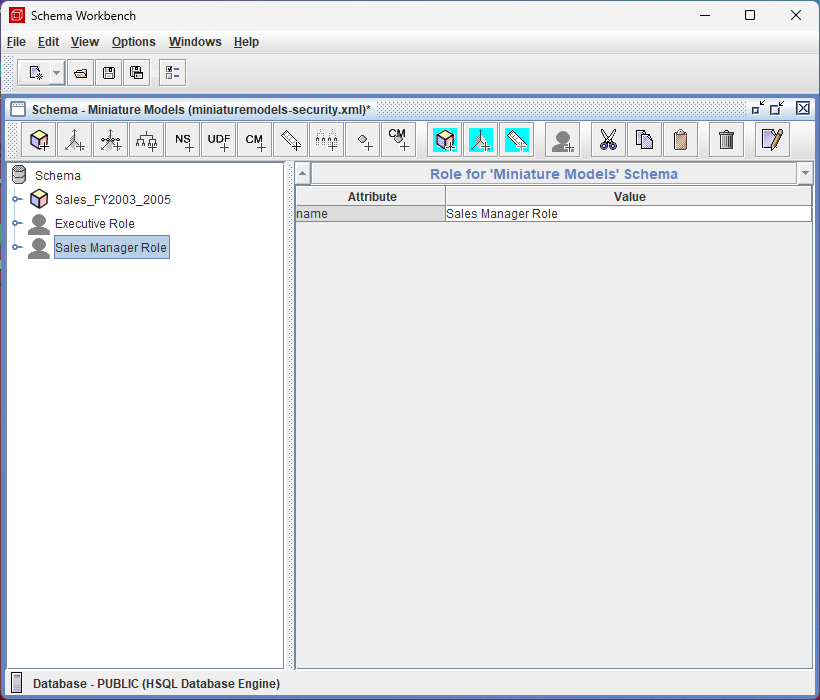 Schema Workbench
File Edit View Options Windows Help
Schema - Miniature Models (miniaturemodels-security.xml)*
NS UDF CM CM
Schema
Sales_FY2003_2005
Executive Role
Sales Manager Role
Role for 'Miniature Models' Schema
Attribute Value
name Sales Manager Role
Database - PUBLIC (HSQL Database Engine)